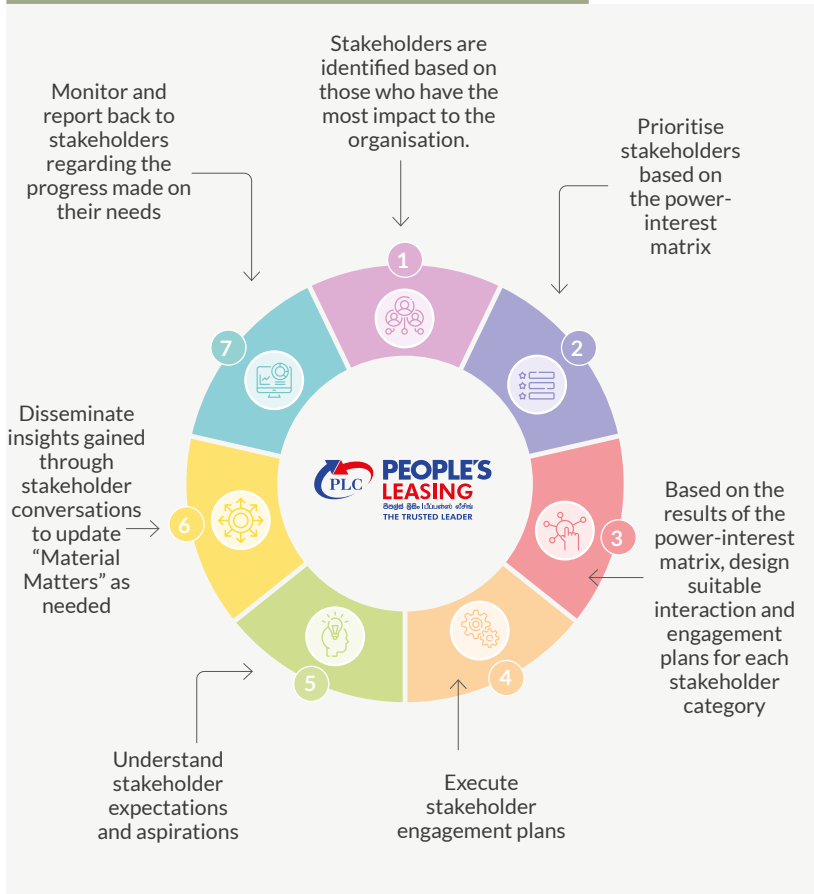 Stakeholders are
identified based on
those who have the
most impact to the
organisation.
1
Prioritise
stakeholders
based on
the power-
interest
matrix
2
Based on the
results of the
power-interest
matrix, design
suitable
interaction and
engagement
plans for each
stakeholder
category
3
Execute
stakeholder
engagement plans
4
Understand
stakeholder
expectations
and aspirations
5
Disseminate
insights gained
through
stakeholder
conversations
to update
“Material
Matters” as
needed
6
Monitor and
report back to
stakeholders
regarding the
progress made on
their needs
7
PLC
PEOPLE'S
LEASING
THE TRUSTED LEADER